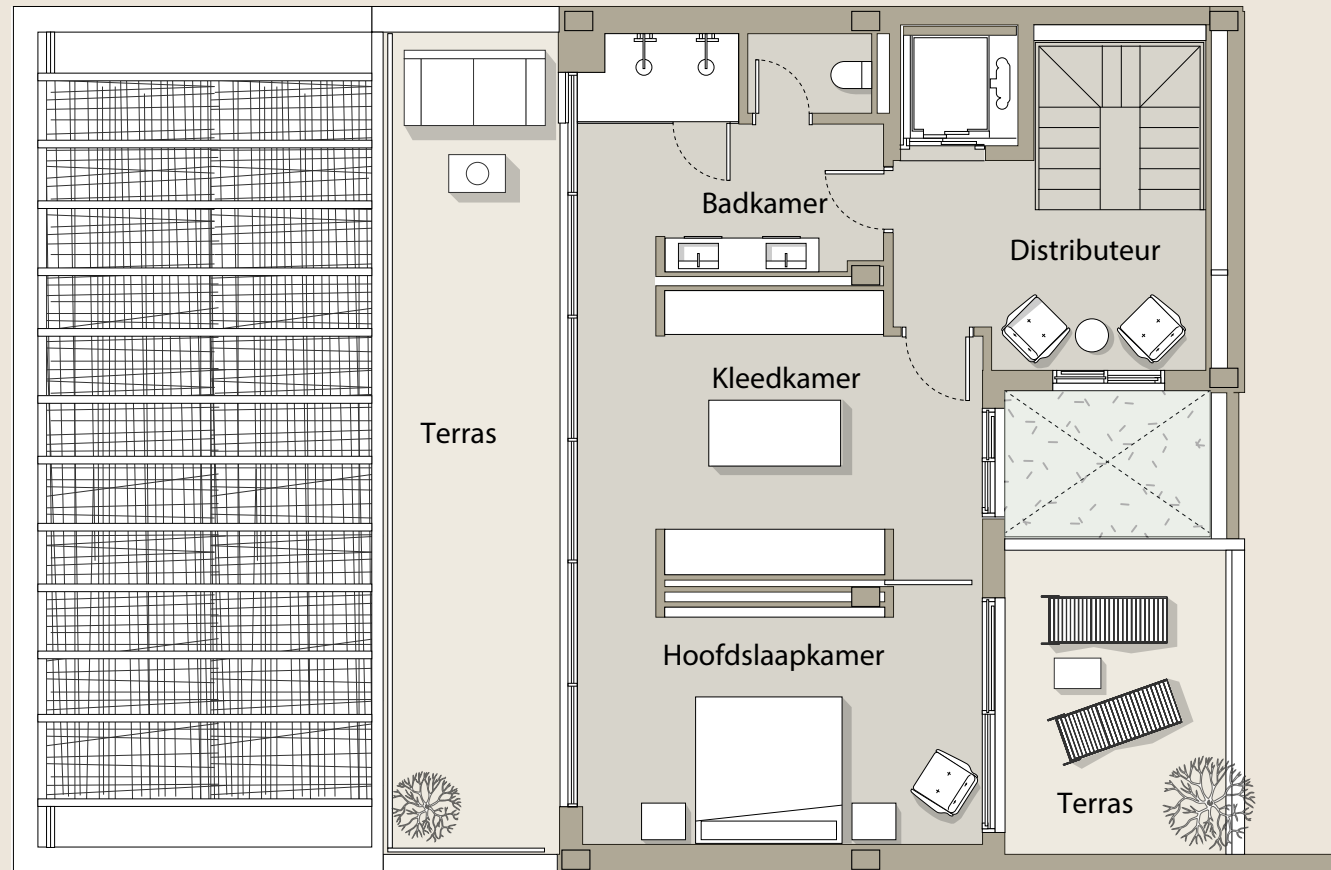 Badkamer
Distributeur
Kleedkamer
Terras
Hoofdslaapkamer
Terras